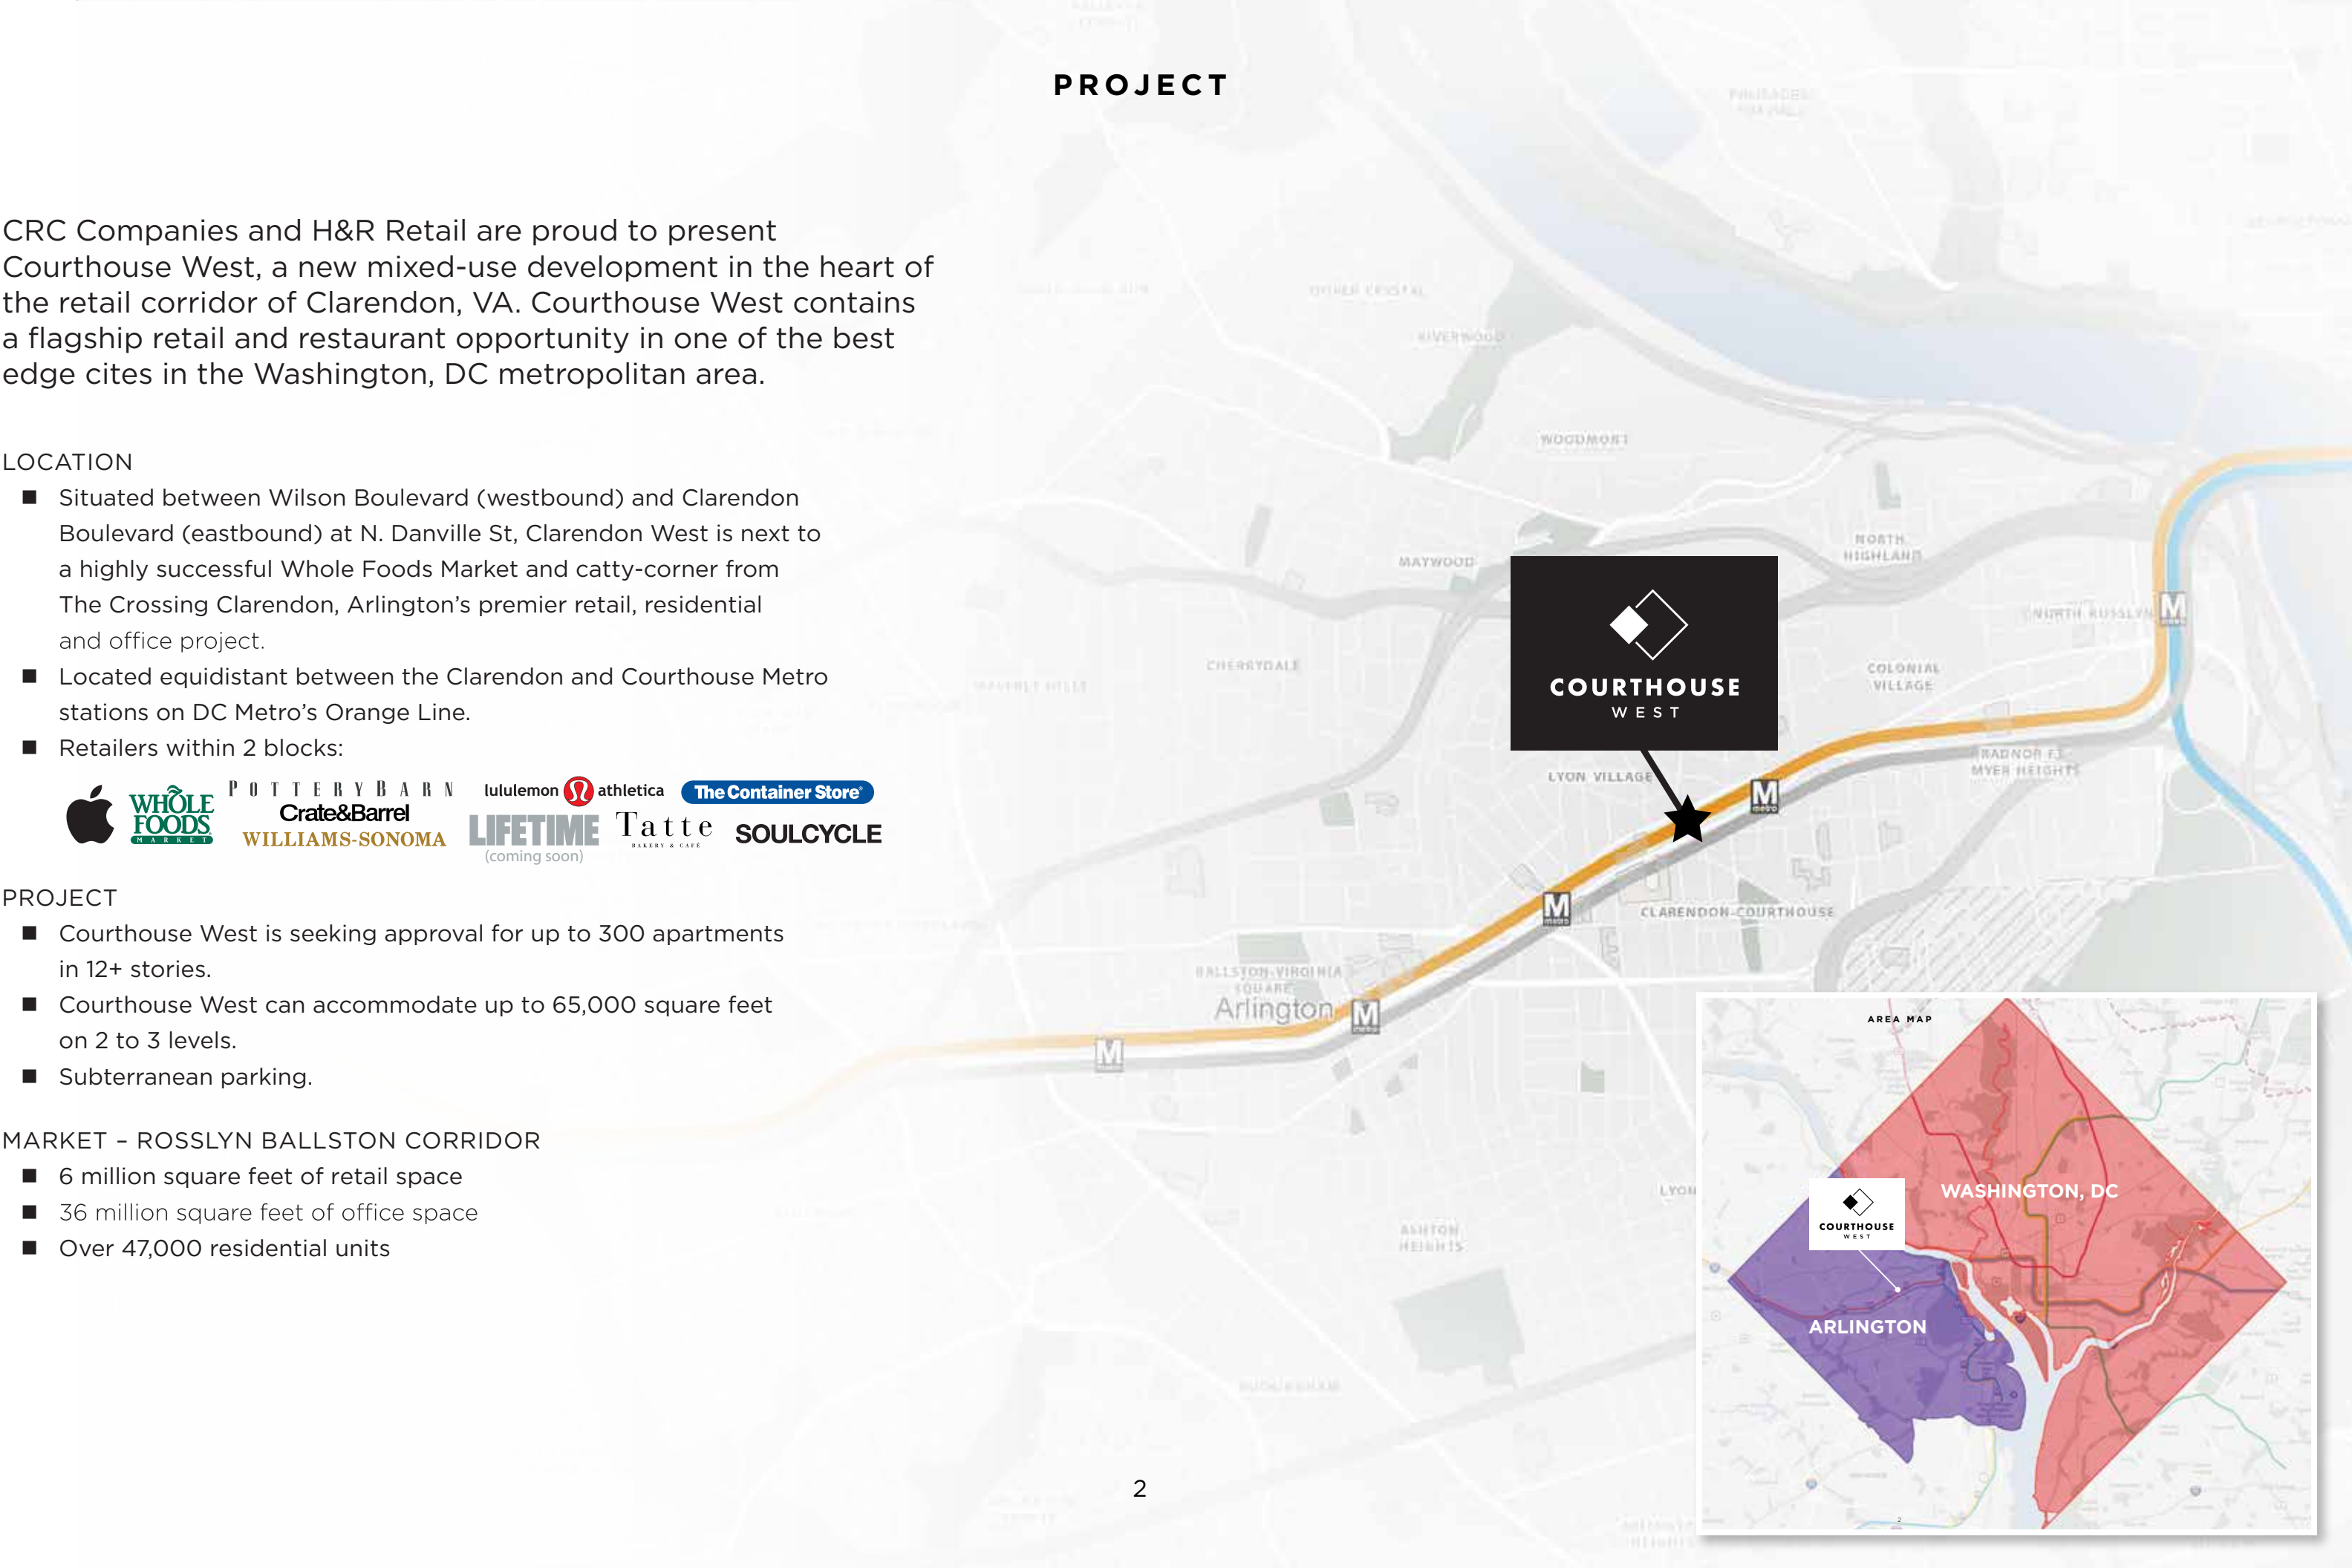 PROJECT
CRC Companies and H&R Retail are proud to present
Courthouse West, a new mixed-use development in the heart of
the retail corridor of Clarendon, VA. Courthouse West contains
a flagship retail and restaurant opportunity in one of the best
edge cites in the Washington, DC metropolitan area.
LOCATION
■ Situated between Wilson Boulevard (westbound) and Clarendon
Boulevard (eastbound) at N. Danville St, Clarendon West is next to
a highly successful Whole Foods Market and catty-corner from
The Crossing Clarendon, Arlington’s premier retail, residential
and office project.
■ Located equidistant between the Clarendon and Courthouse Metro
stations on DC Metro’s Orange Line.
■ Retailers within 2 blocks:
WHOLE
FOODS
MARKET
POTTERY BARN
Crate&Barrel
WILLIAMS-SONOMA
lululemon athletica
LIFETIME
(coming soon)
Tatte
BAKERY & CAFÉ
The Container Store®
SOULCYCLE
PROJECT
■ Courthouse West is seeking approval for up to 300 apartments
in 12+ stories.
■ Courthouse West can accommodate up to 65,000 square feet
on 2 to 3 levels.
■ Subterranean parking.
MARKET – ROSSLYN BALLSTON CORRIDOR
■ 6 million square feet of retail space
■ 36 million square feet of office space
■ Over 47,000 residential units
RIVERWOOD
WOODMONT
MAYWOOD
NORTH
HIGHLAND
NORTH ROSSLYN
M
metro
CHERRYDALE
COLONIAL
VILLAGE
COURTHOUSE
WEST
LYON VILLAGE
RADNOR FT.
MYER HEIGHTS
M
metro
M
metro
CLARENDON-COURTHOUSE
BALLSTON-VIRGINIA
SQUARE
Arlington
M
metro
M
ASHTON
HEIGHTS
LYON
BUCKINGHAM
AREA MAP
WASHINGTON, DC
COURTHOUSE
WEST
ARLINGTON
2
2